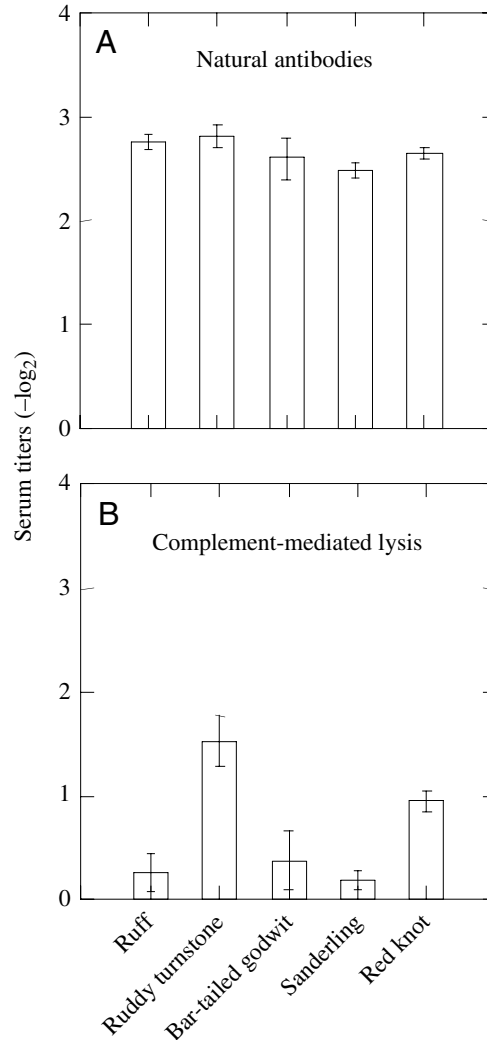 A
Natural antibodies
4
3
2
1
0
Serum titers (–log₂)
B
Complement-mediated lysis
4
3
2
1
0
Ruff
Ruddy turnstone
Bar-tailed godwit
Sanderling
Red knot